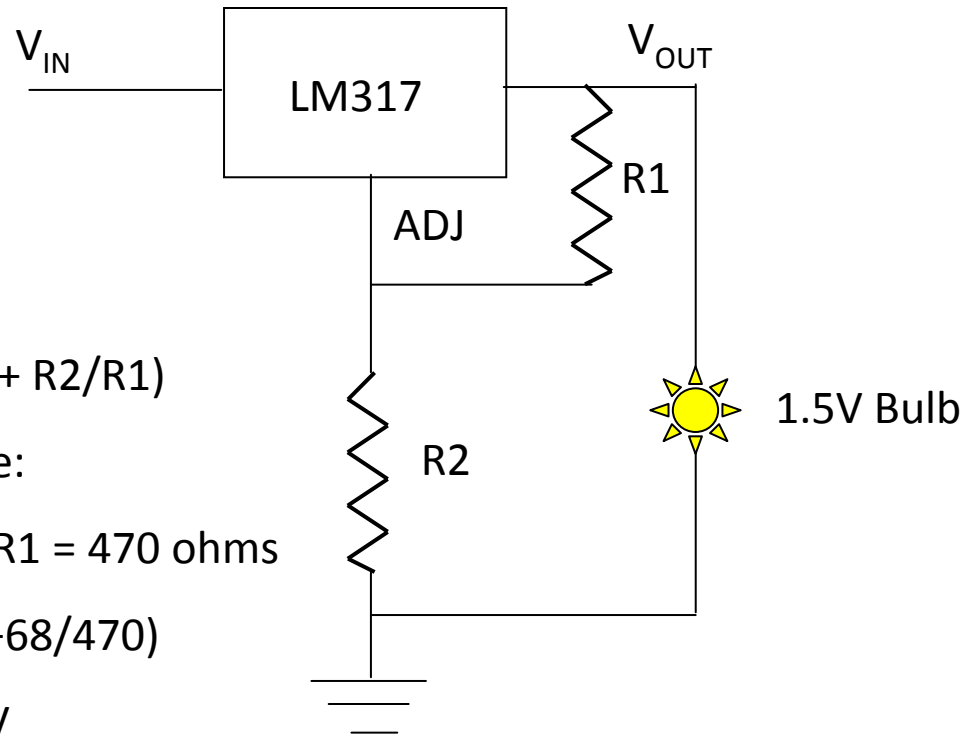 V_IN
V_OUT
LM317
R1
ADJ
+ R2/R1)
1.5V Bulb
R2
R1 = 470 ohms
68/470)